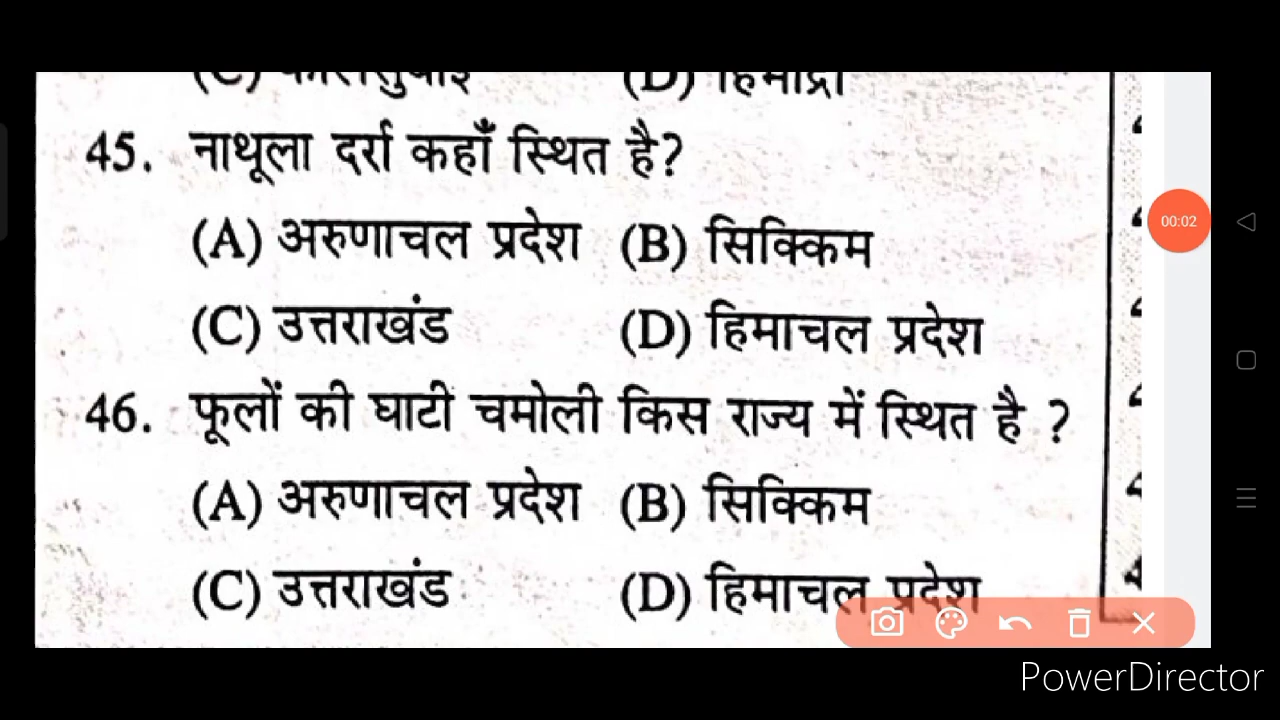 (D) हिमाद्री
45. नाथूला दर्रा कहाँ स्थित है?
(A) अरुणाचल प्रदेश (B) सिक्किम
(C) उत्तराखंड (D) हिमाचल प्रदेश
00:02
46. फूलों की घाटी चमोली किस राज्य में स्थित है ?
(A) अरुणाचल प्रदेश (B) सिक्किम
(C) उत्तराखंड (D) हिमाचल प्रदेश
PowerDirector